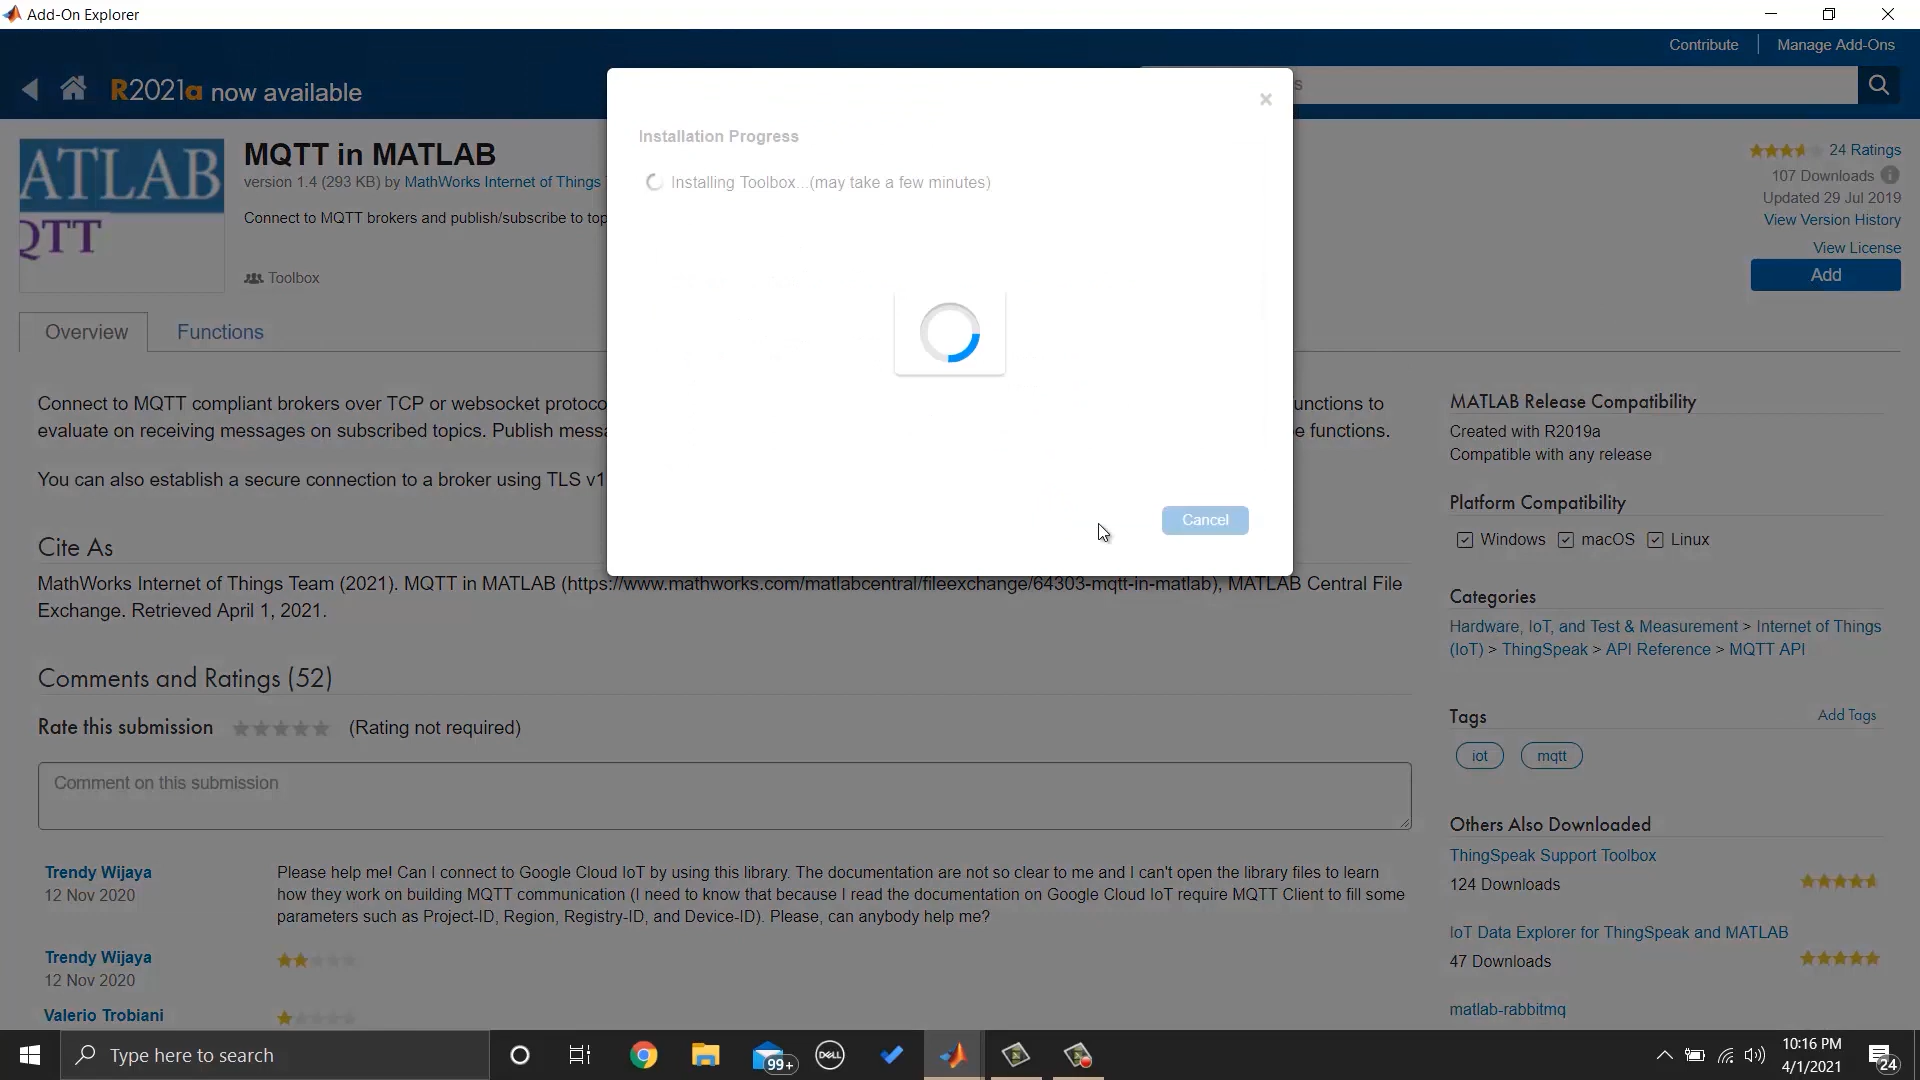 Add-On Explorer
Contribute
Manage Add-Ons
R2021a now available
s
ATLAB
QTT
MQTT in MATLAB
version 1.4 (293 KB) by MathWorks Internet of Things
Connect to MQTT brokers and publish/subscribe to top
Toolbox
24 Ratings
107 Downloads
Updated 29 Jul 2019
View Version History
View License
Add
Installation Progress
Installing Toolbox...(may take a few minutes)
Cancel
Overview
Functions
Connect to MQTT compliant brokers over TCP or websocket protoco
unctions to
evaluate on receiving messages on subscribed topics. Publish messa
e functions.
You can also establish a secure connection to a broker using TLS v1
Cite As
MathWorks Internet of Things Team (2021). MQTT in MATLAB (https://www.mathworks.com/matlabcentral/fileexchange/64303-mqtt-in-matlab), MATLAB Central File
Exchange. Retrieved April 1, 2021.
Comments and Ratings (52)
Rate this submission
(Rating not required)
Comment on this submission
Trendy Wijaya
12 Nov 2020
Please help me! Can I connect to Google Cloud IoT by using this library. The documentation are not so clear to me and I can't open the library files to learn
how they work on building MQTT communication (I need to know that because I read the documentation on Google Cloud IoT require MQTT Client to fill some
parameters such as Project-ID, Region, Registry-ID, and Device-ID). Please, can anybody help me?
Trendy Wijaya
12 Nov 2020
Valerio Trobiani
MATLAB Release Compatibility
Created with R2019a
Compatible with any release
Platform Compatibility
Windows
macOS
Linux
Categories
Hardware, IoT, and Test & Measurement > Internet of Things
(IoT) > ThingSpeak > API Reference > MQTT API
Tags
Add Tags
iot
mqtt
Others Also Downloaded
ThingSpeak Support Toolbox
124 Downloads
IoT Data Explorer for ThingSpeak and MATLAB
47 Downloads
matlab-rabbitmq
Type here to search
99+
DELL
10:16 PM
4/1/2021
24